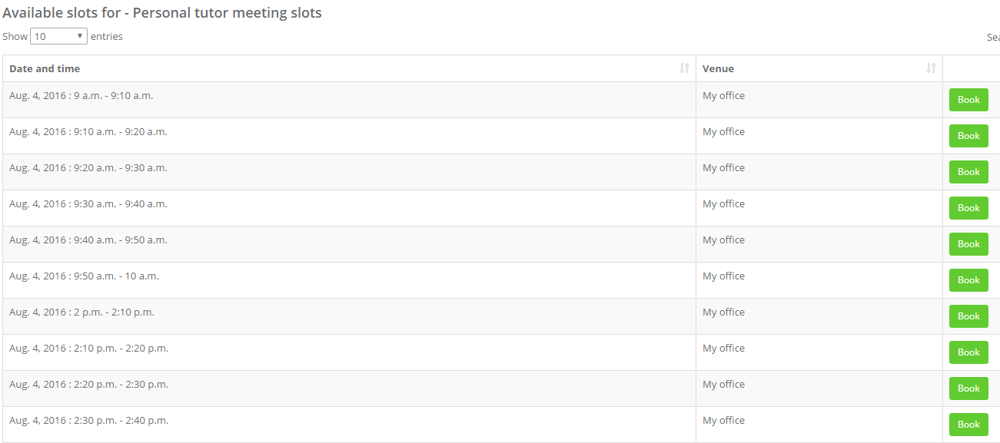 Available slots for - Personal tutor meeting slots
Show 10 entries
Date and time Venue
Aug. 4, 2016 : 9 a.m. - 9:10 a.m. My office Book
Aug. 4, 2016 : 9:10 a.m. - 9:20 a.m. My office Book
Aug. 4, 2016 : 9:20 a.m. - 9:30 a.m. My office Book
Aug. 4, 2016 : 9:30 a.m. - 9:40 a.m. My office Book
Aug. 4, 2016 : 9:40 a.m. - 9:50 a.m. My office Book
Aug. 4, 2016 : 9:50 a.m. - 10 a.m. My office Book
Aug. 4, 2016 : 2 p.m. - 2:10 p.m. My office Book
Aug. 4, 2016 : 2:10 p.m. - 2:20 p.m. My office Book
Aug. 4, 2016 : 2:20 p.m. - 2:30 p.m. My office Book
Aug. 4, 2016 : 2:30 p.m. - 2:40 p.m. My office Book